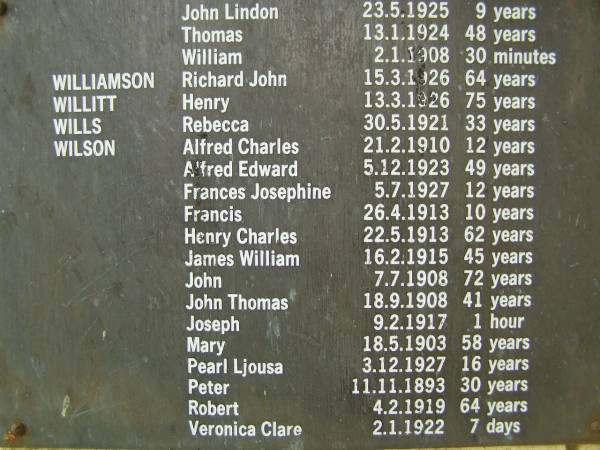 John Lindon 23.5.1925 9 years
Thomas 13.1.1924 48 years
William 2.1.1908 30 minutes
WILLIAMSON Richard John 15.3.1926 64 years
WILLITT Henry 13.3.1926 75 years
WILLS Rebecca 30.5.1921 33 years
WILSON Alfred Charles 21.2.1910 12 years
Alfred Edward 5.12.1923 49 years
Frances Josephine 5.7.1927 12 years
Francis 26.4.1913 10 years
Henry Charles 22.5.1913 62 years
James William 16.2.1915 45 years
John 7.7.1908 72 years
John Thomas 18.9.1908 41 years
Joseph 9.2.1917 1 hour
Mary 18.5.1903 58 years
Pearl Ljousa 3.12.1927 16 years
Peter 11.11.1893 30 years
Robert 4.2.1919 64 years
Veronica Clare 2.1.1922 7 days